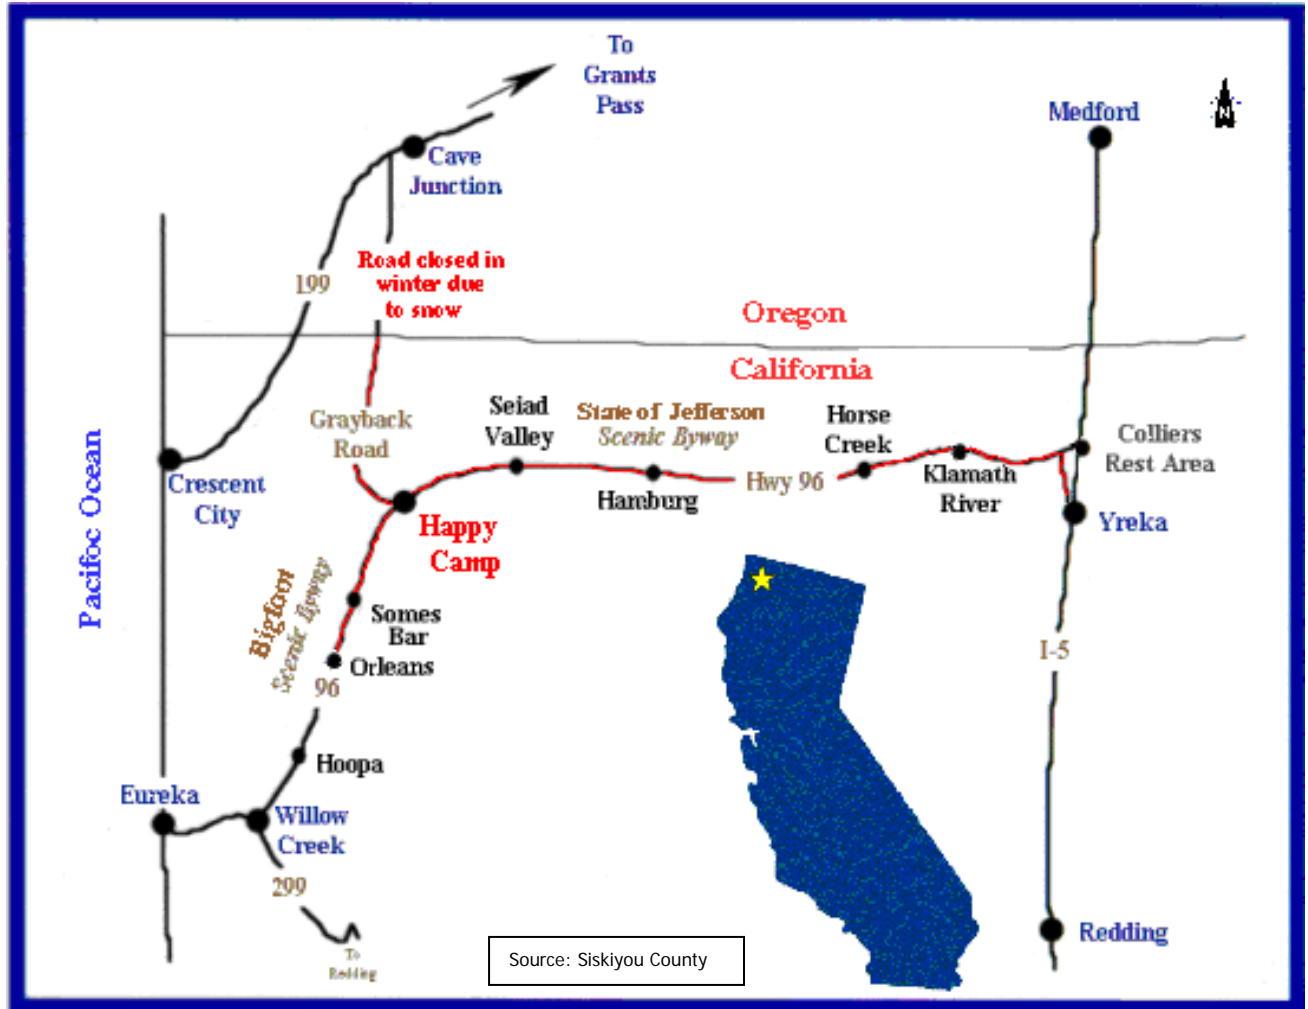 To
Grants
Pass
N
Medford
Cave
Junction
Road closed in
winter due
to snow
199
Oregon
California
Grayback
Road
Seiad
Valley
State of Jefferson
Scenic Byway
Horse
Creek
Colliers
Rest Area
Hwy 96
Klamath
River
Hamburg
Crescent
City
Pacifoc Ocean
Happy
Camp
Yreka
Bigfoot
Scenic Byway
Somes
Bar
Orleans
96
I-5
Hoopa
Eureka
Willow
Creek
299
To
Redding
Redding
Source: Siskiyou County